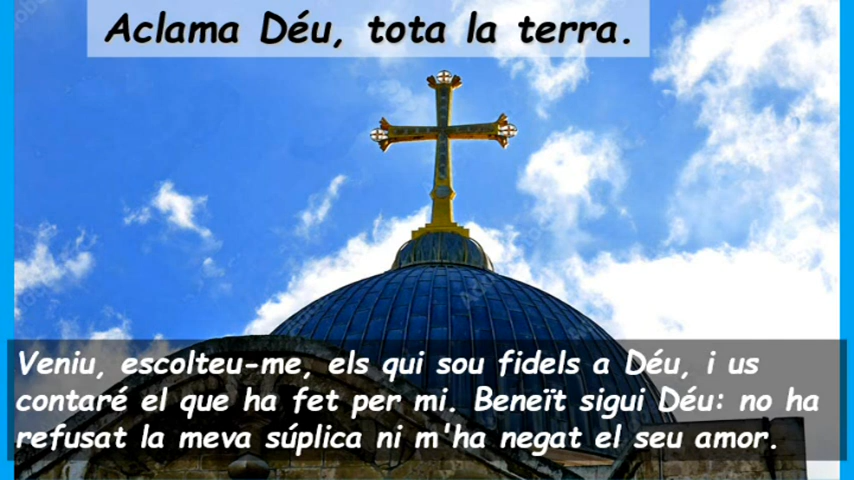 Aclama Déu, tota la terra.
Veniu, escolteu-me, els qui sou fidels a Déu, i us
contaré el que ha fet per mi. Beneït sigui Déu: no ha
refusat la meva súplica ni m'ha negat el seu amor.